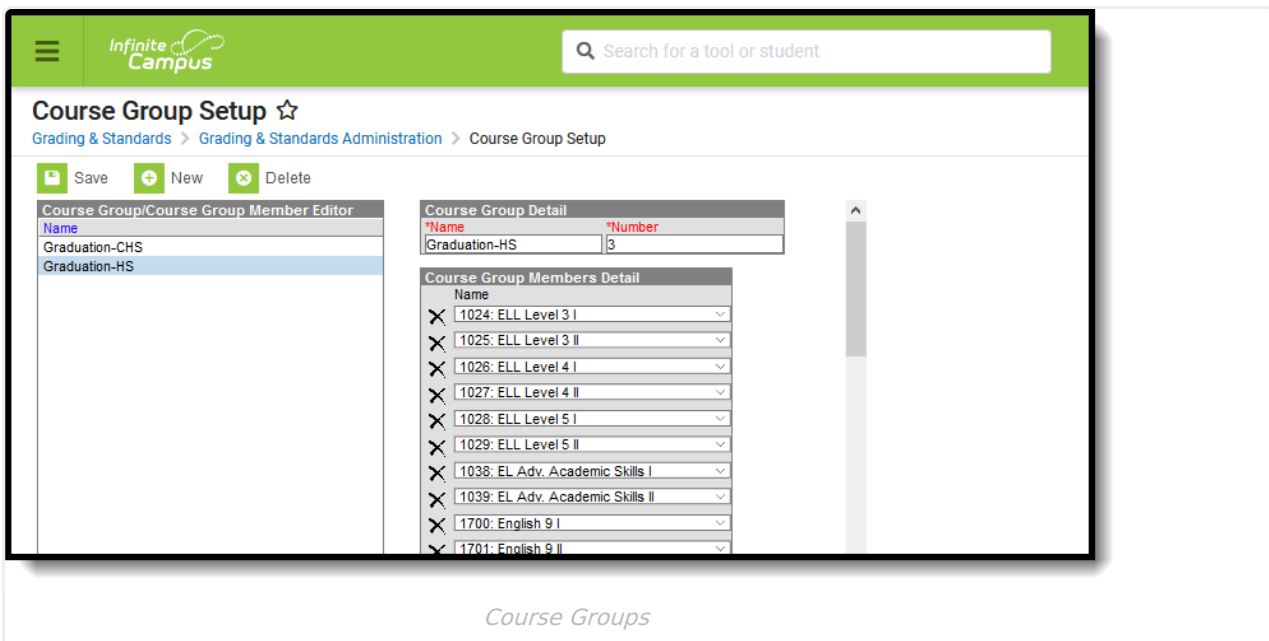 Infinite Campus
Search for a tool or student
Course Group Setup
Grading & Standards > Grading & Standards Administration > Course Group Setup
Save New Delete
Course Group/Course Group Member Editor
Name
Graduation-CHS
Graduation-HS
Course Group Detail
*Name *Number
Graduation-HS 3
Course Group Members Detail
Name
1024: ELL Level 3 I
1025: ELL Level 3 II
1026: ELL Level 4 I
1027: ELL Level 4 II
1028: ELL Level 5 I
1029: ELL Level 5 II
1038: EL Adv. Academic Skills I
1039: EL Adv. Academic Skills II
1700: English 9 I
1701: English 9 II
Course Groups